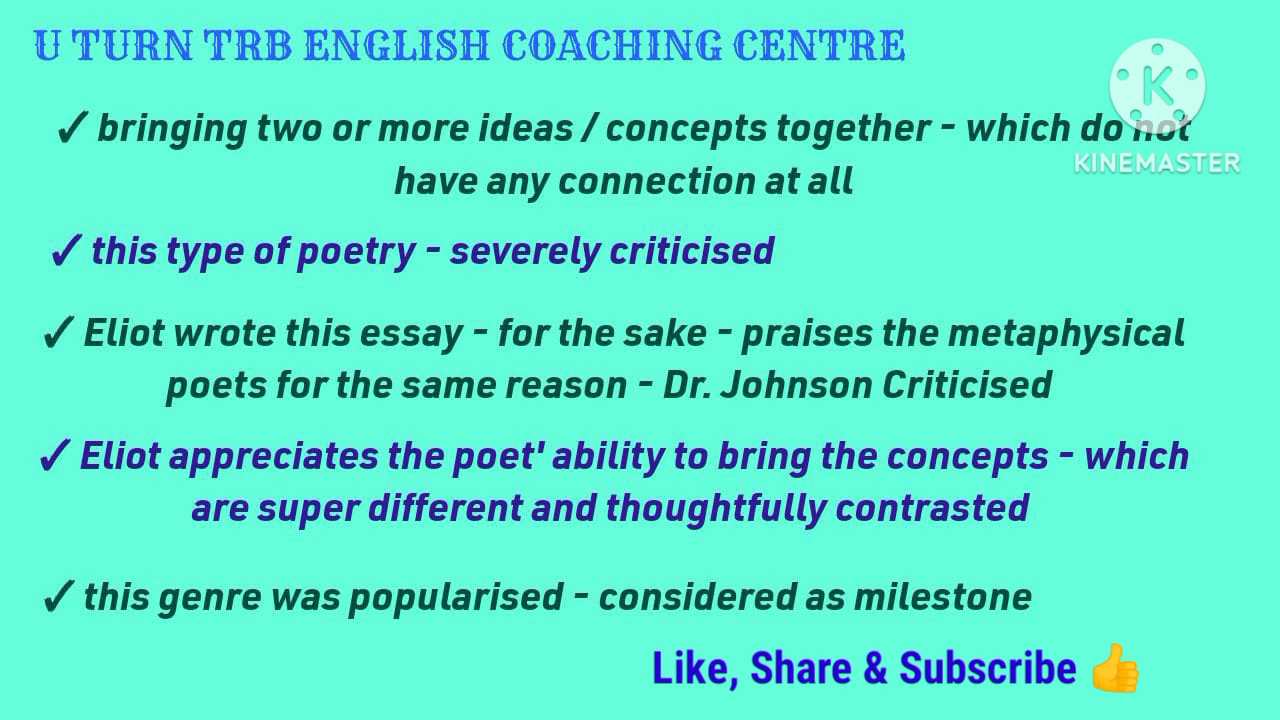 U TURN TRB ENGLISH COACHING CENTRE
✓ bringing two or more ideas / concepts together - which do not
have any connection at all
KINEMASTER
✓ this type of poetry - severely criticised
✓ Eliot wrote this essay - for the sake - praises the metaphysical
poets for the same reason - Dr. Johnson Criticised
✓ Eliot appreciates the poet' ability to bring the concepts - which
are super different and thoughtfully contrasted
✓ this genre was popularised - considered as milestone
Like, Share & Subscribe 👍